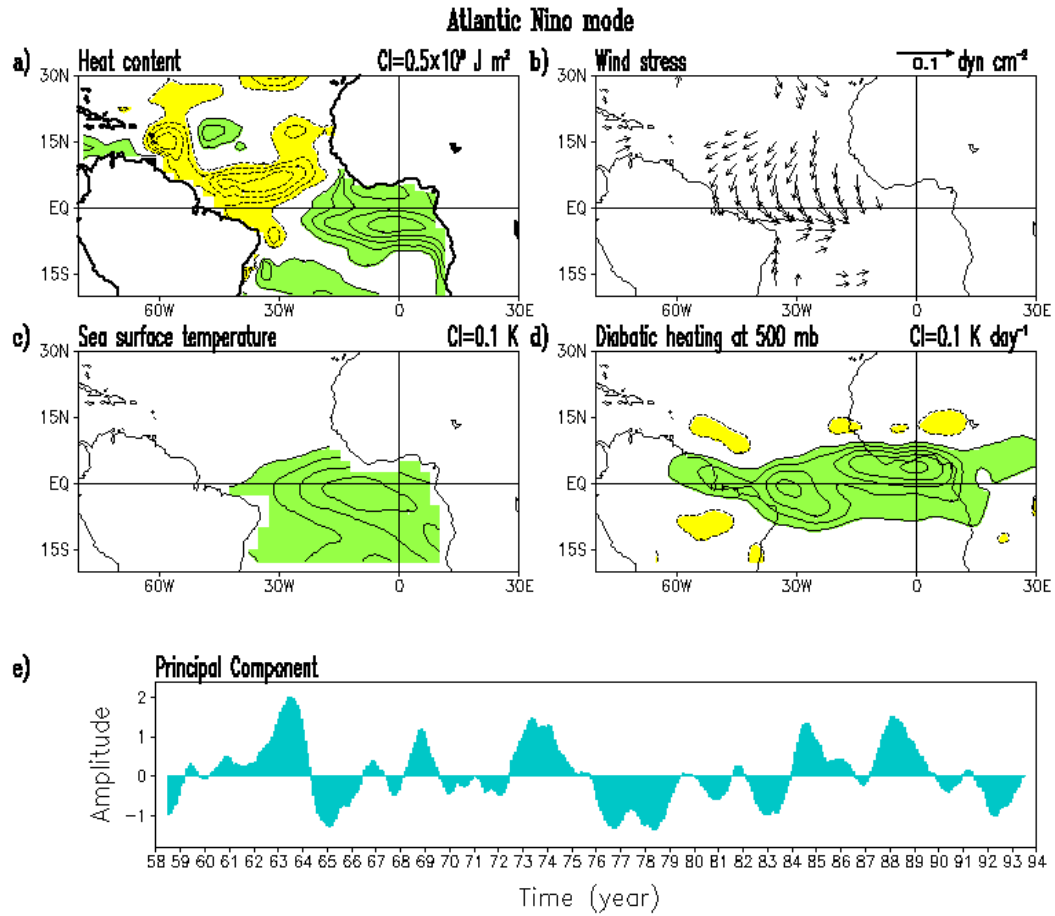 Atlantic Nino mode
a) Heat content CI=0.5×10⁹ J m²
b) Wind stress 0.1 dyn cm⁻²
30N
15N
EQ
15S
60W 30W 0 30E
60W 30W 0 30E
c) Sea surface temperature CI=0.1 K
d) Diabatic heating at 500 mb CI=0.1 K day⁻¹
30N
15N
EQ
15S
60W 30W 0 30E
30N
15N
EQ
15S
60W 30W 0 30E
e) Principal Component
Amplitude
2
1
0
−1
58 59 60 61 62 63 64 65 66 67 68 69 70 71 72 73 74 75 76 77 78 79 80 81 82 83 84 85 86 87 88 89 90 91 92 93 94
Time (year)